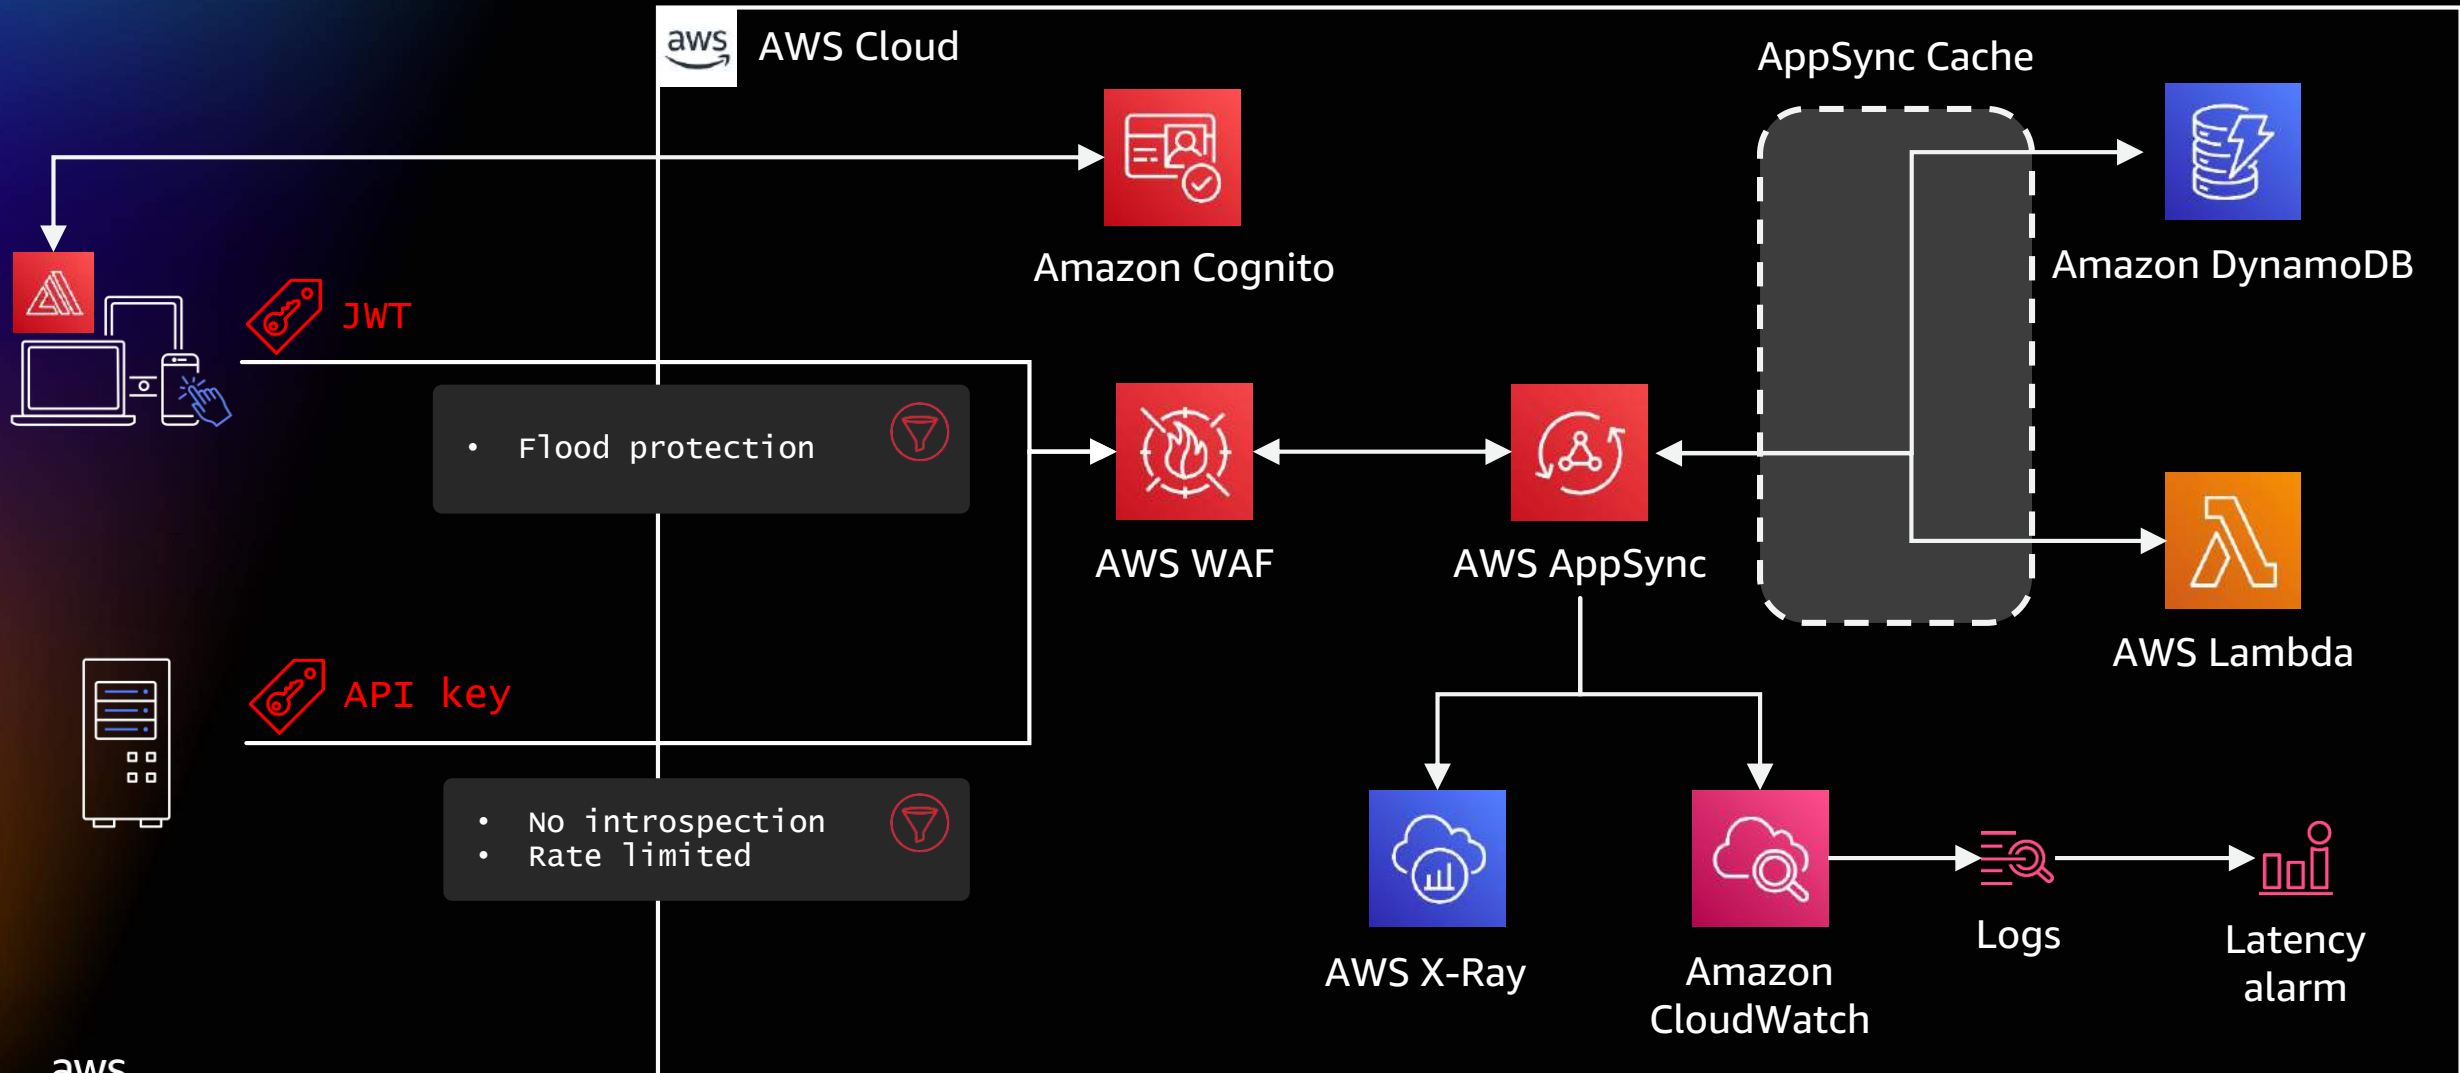 aws
AWS Cloud
AppSync Cache
Amazon Cognito
Amazon DynamoDB
JWT
• Flood protection
AWS WAF
AWS AppSync
AWS Lambda
API key
• No introspection
• Rate limited
AWS X-Ray
Amazon
CloudWatch
Logs
Latency
alarm
aws